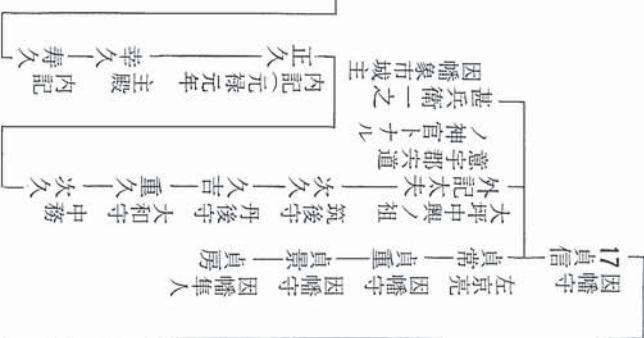 17 貞信 因幡守
貞常 左京亮
貞重 因幡守
貞景 因幡守
貞房 因幡隼人
甚兵衛一之
因幡象市城主
意宇郡宍道
ノ神官トナル
外記太夫 大坪中興ノ祖
次久 筑後守
久吉 丹後守
重久 大和守
次久 中務
正久 内記(元禄元年
幸久 主殿
寿久 内記